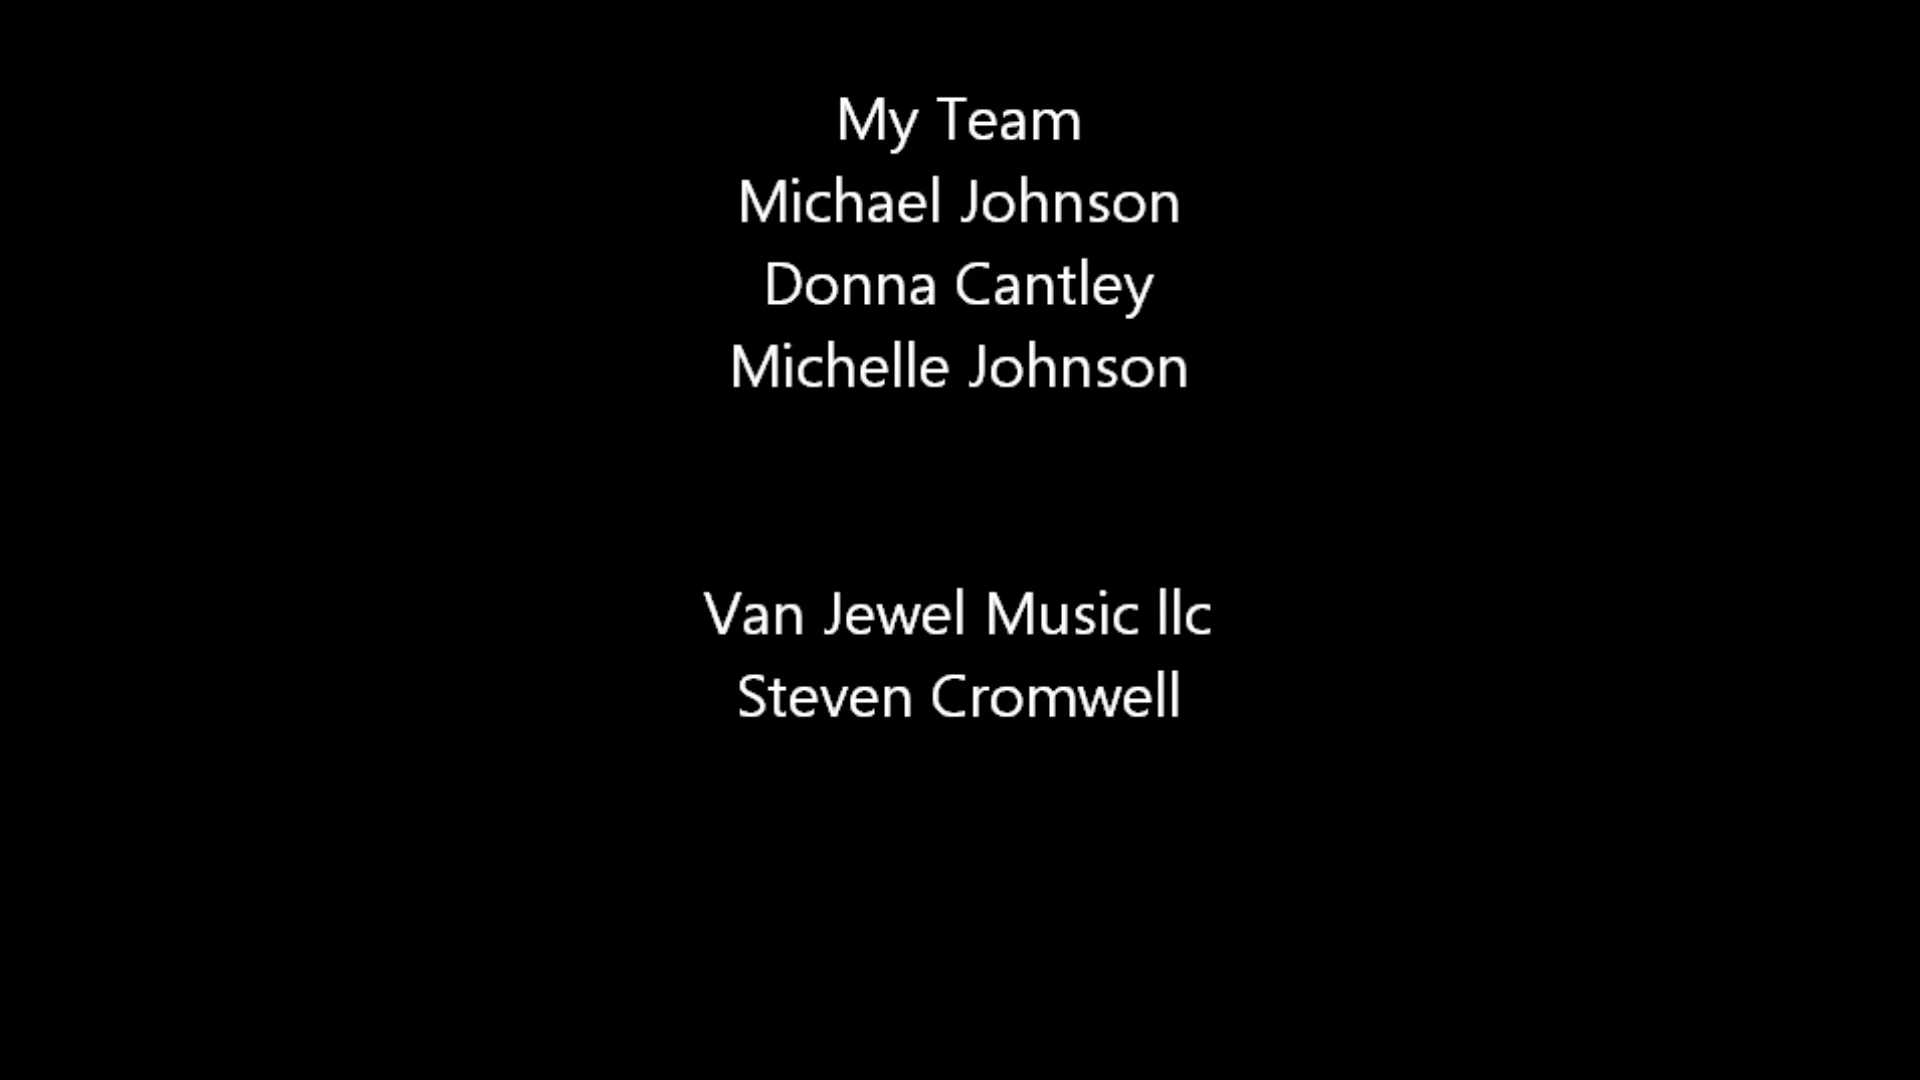 My Team
Michael Johnson
Donna Cantley
Michelle Johnson
Van Jewel Music llc
Steven Cromwell